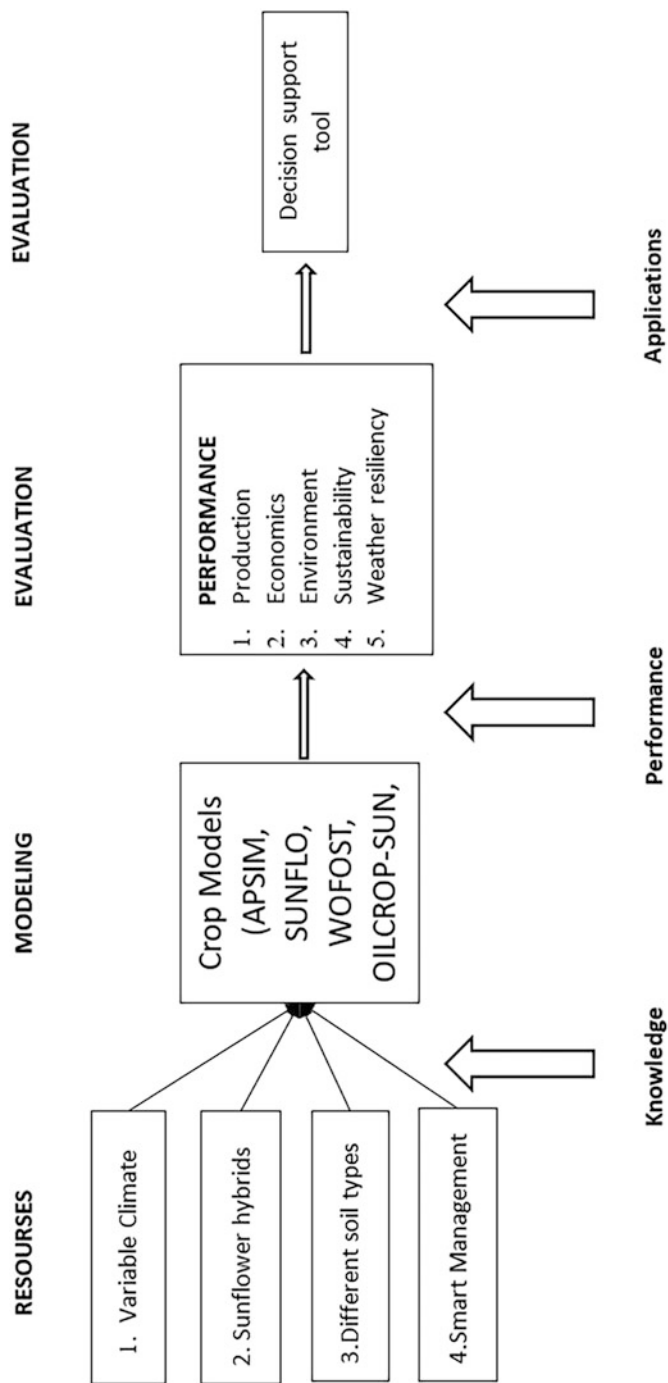 RESOURSES
MODELING
EVALUATION
EVALUATION
1. Variable Climate
2. Sunflower hybrids
3.Different soil types
4.Smart Management
Crop Models
(APSIM,
SUNFLO,
WOFOST,
OILCROP-SUN,
PERFORMANCE
1. Production
2. Economics
3. Environment
4. Sustainability
5. Weather resiliency
Decision support
tool
Knowledge
Performance
Applications